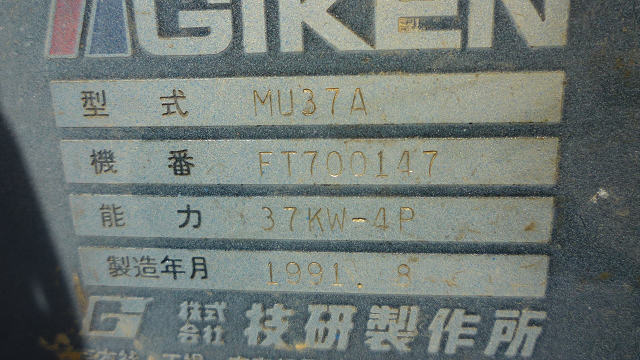 GIKEN
型式 MU37A
機番 FT700147
能力 37KW-4P
製造年月 1991. 8
株式会社 技研製作所